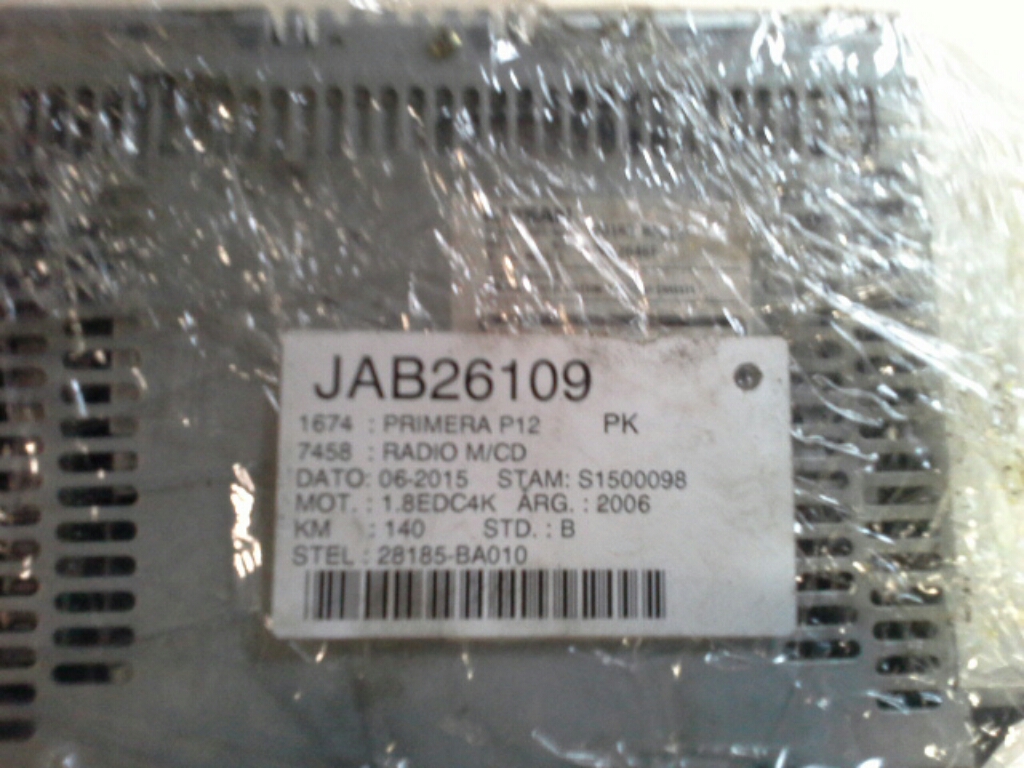 JAB26109
1674 : PRIMERA P12 PK
7458 : RADIO M/CD
DATO: 06-2015 STAM: S1500098
MOT. : 1.8EDC4K ÅRG. : 2006
KM : 140 STD. : B
STEL : 28185-BA010